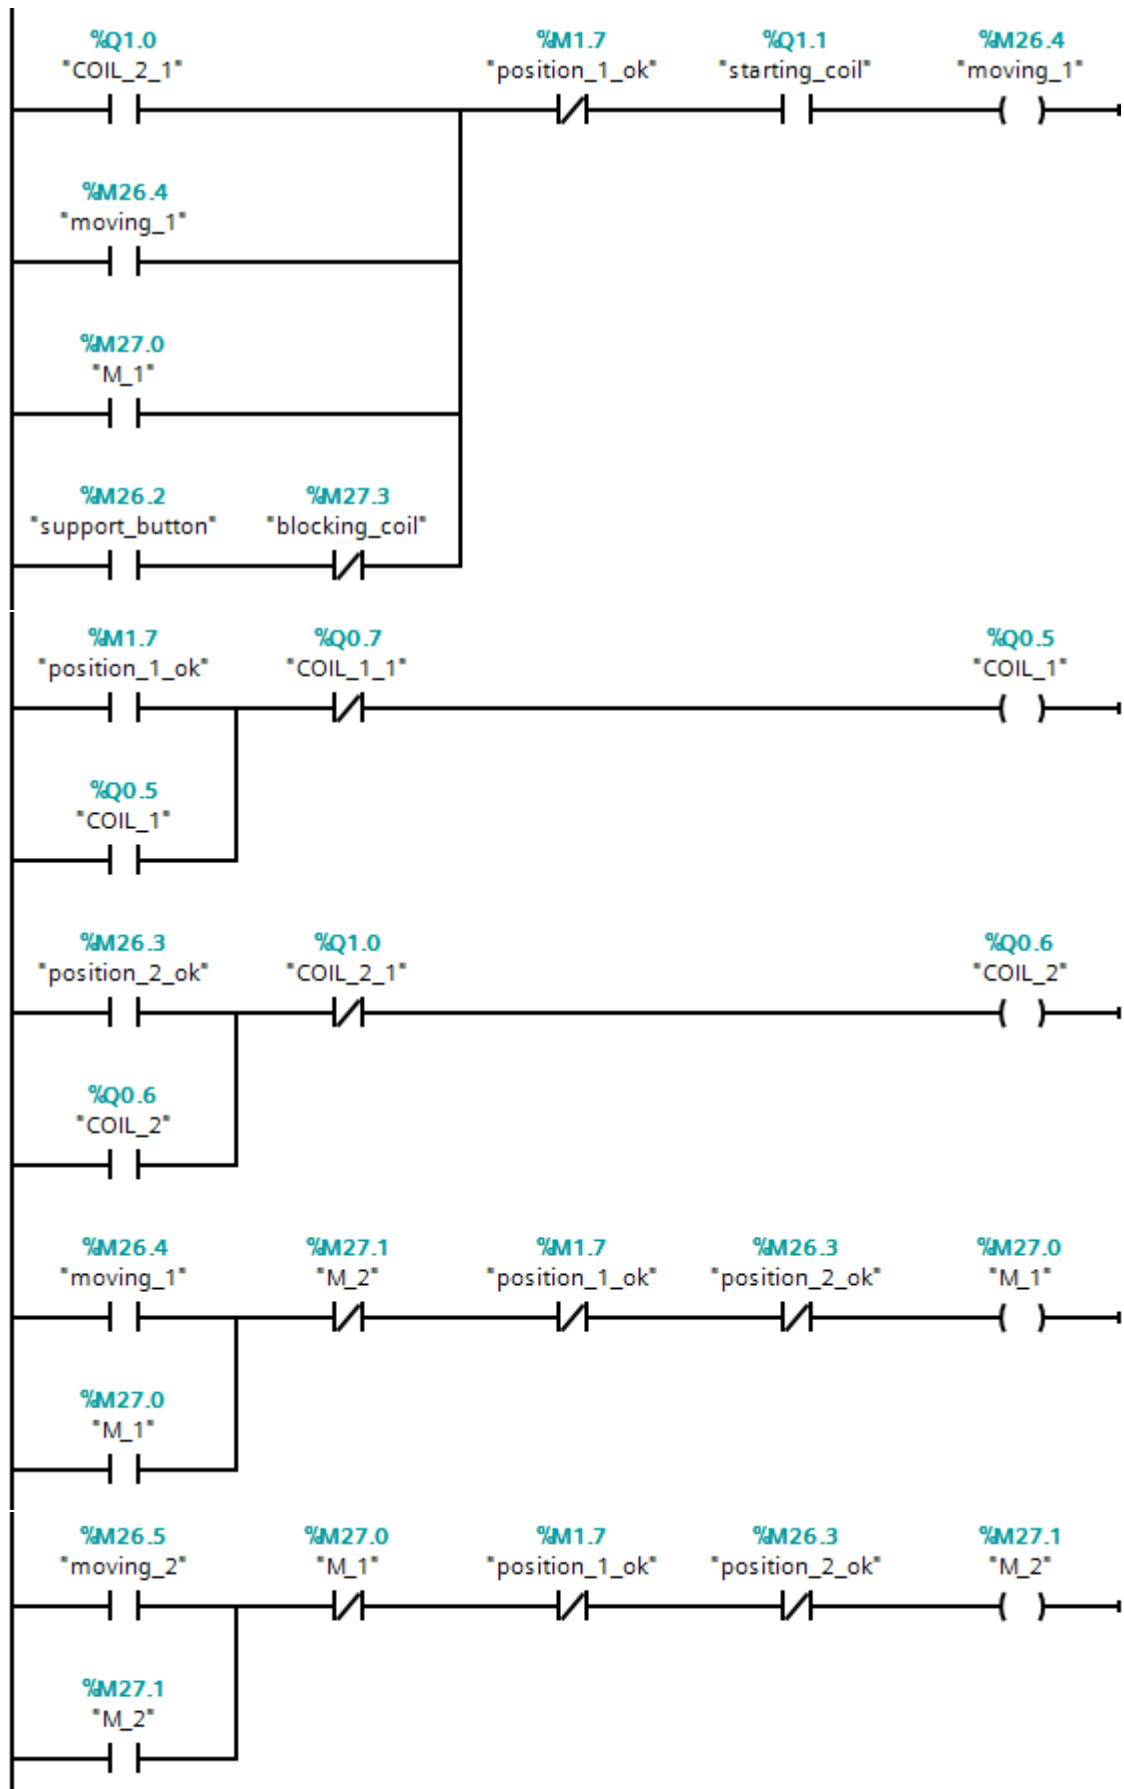 %Q1.0 %M1.7 %Q1.1 %M26.4
"COIL_2_1" "position_1_ok" "starting_coil" "moving_1"
%M26.4
"moving_1"
%M27.0
"M_1"
%M26.2 %M27.3
"support_button" "blocking_coil"
%M1.7 %Q0.7 %Q0.5
"position_1_ok" "COIL_1_1" "COIL_1"
%Q0.5
"COIL_1"
%M26.3 %Q1.0 %Q0.6
"position_2_ok" "COIL_2_1" "COIL_2"
%Q0.6
"COIL_2"
%M26.4 %M27.1 %M1.7 %M26.3 %M27.0
"moving_1" "M_2" "position_1_ok" "position_2_ok" "M_1"
%M27.0
"M_1"
%M26.5 %M27.0 %M1.7 %M26.3 %M27.1
"moving_2" "M_1" "position_1_ok" "position_2_ok" "M_2"
%M27.1
"M_2"